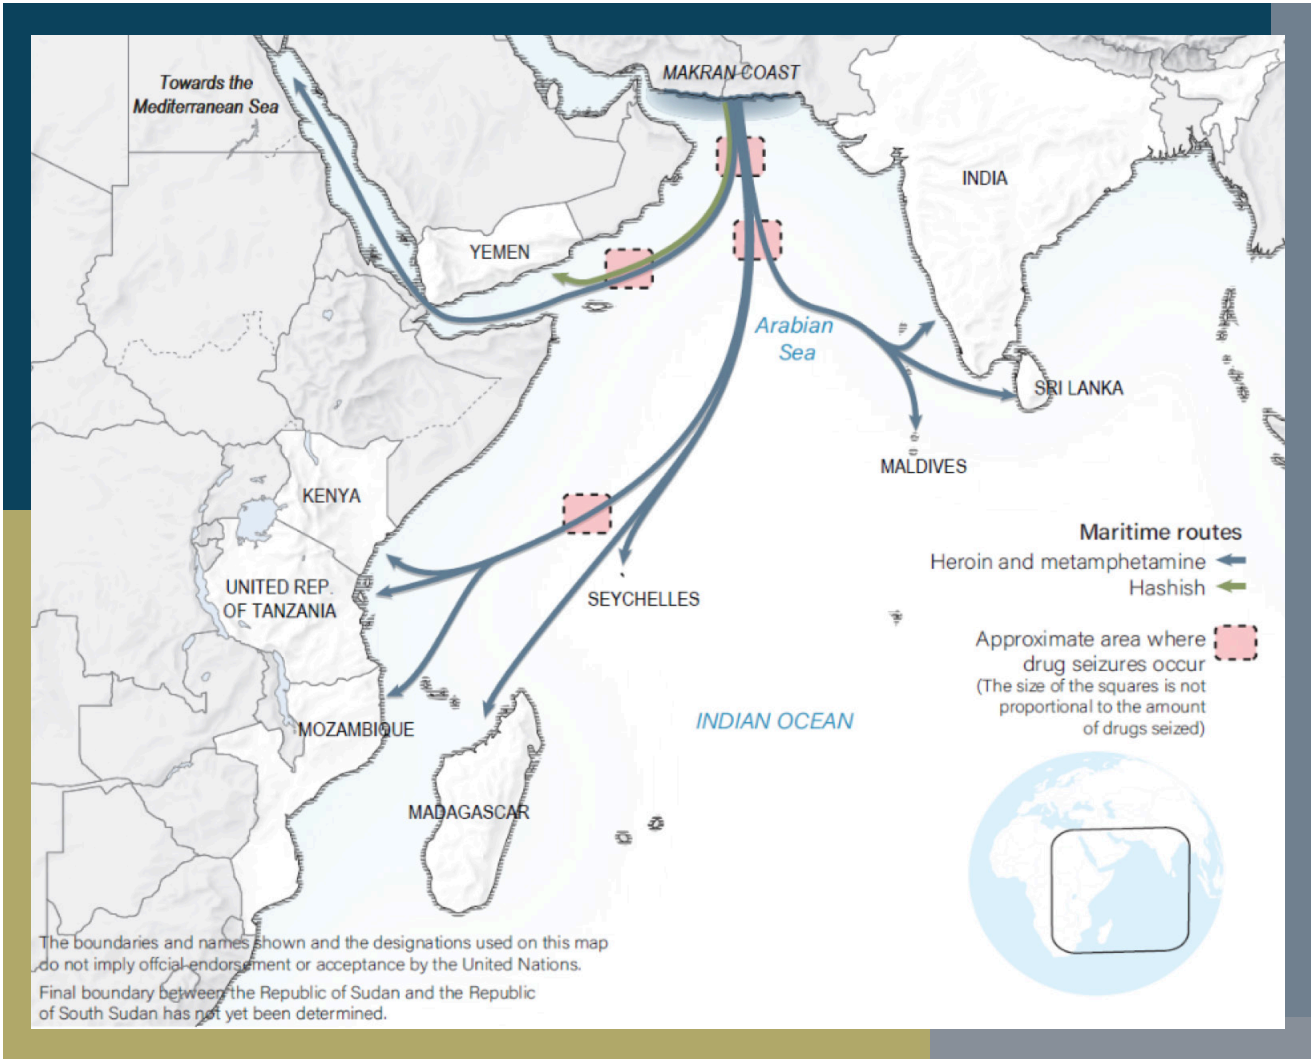 Towards the
Mediterranean Sea
MAKRAN COAST
INDIA
YEMEN
Arabian
Sea
SRI LANKA
MALDIVES
KENYA
Maritime routes
Heroin and metamphetamine
Hashish
UNITED REP.
OF TANZANIA
SEYCHELLES
Approximate area where
drug seizures occur
(The size of the squares is not
proportional to the amount
of drugs seized)
INDIAN OCEAN
MOZAMBIQUE
MADAGASCAR
The boundaries and names shown and the designations used on this map
do not imply offcial endorsement or acceptance by the United Nations.
Final boundary between the Republic of Sudan and the Republic
of South Sudan has not yet been determined.